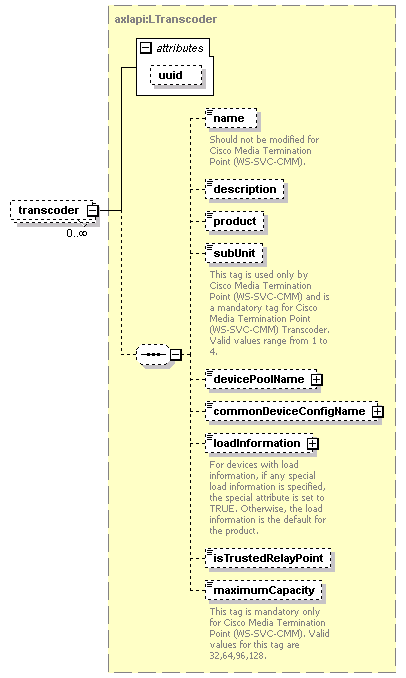 axlapi:LTranscoder
attributes
uuid
name
Should not be modified for
Cisco Media Termination
Point (WS-SVC-CMM).
description
product
transcoder
0..∞
subUnit
This tag is used only by
Cisco Media Termination
Point (WS-SVC-CMM) and is
a mandatory tag for Cisco
Media Termination Point
(WS-SVC-CMM) Transcoder.
Valid values range from 1 to
4.
devicePoolName
commonDeviceConfigName
loadInformation
For devices with load
information, if any special
load information is specified,
the special attribute is set to
TRUE. Otherwise, the load
information is the default for
the product.
isTrustedRelayPoint
maximumCapacity
This tag is mandatory only
for Cisco Media Termination
Point (WS-SVC-CMM). Valid
values for this tag are
32,64,96,128.